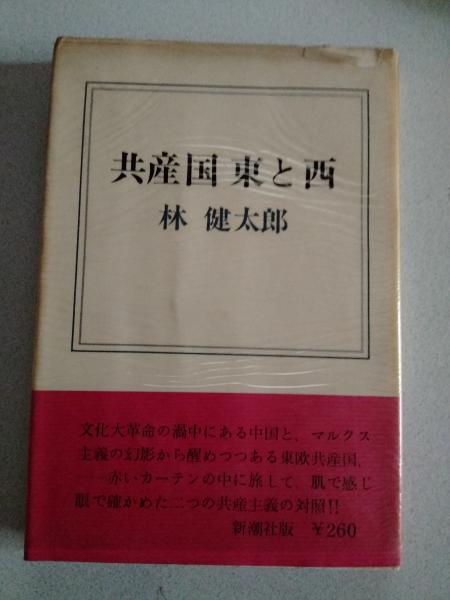 共産国 東と西
林 健太郎
文化大革命の渦中にある中国と、マルクス
主義の幻影から醒めつつある東欧共産国、
──赤いカーテンの中に旅して、肌で感じ
眼で確かめた二つの共産主義の対照!!
新潮社版 ￥260